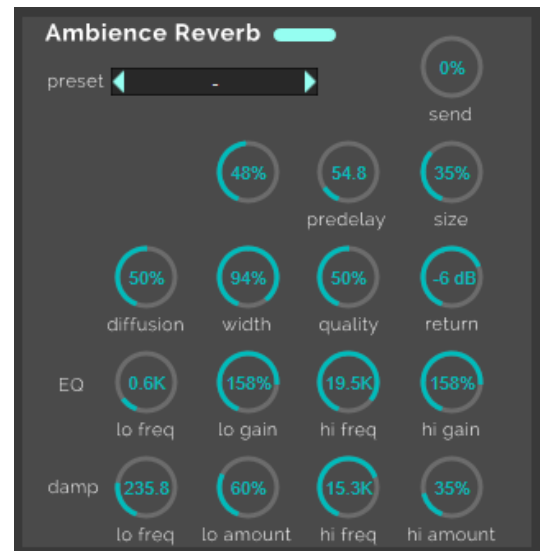 Ambience Reverb
preset -
0%
send
48% 54.8 35%
predelay size
50% 94% 50% -6 dB
diffusion width quality return
EQ 0.6K 158% 19.5K 158%
lo freq lo gain hi freq hi gain
damp 235.8 60% 15.3K 35%
lo freq lo amount hi freq hi amount